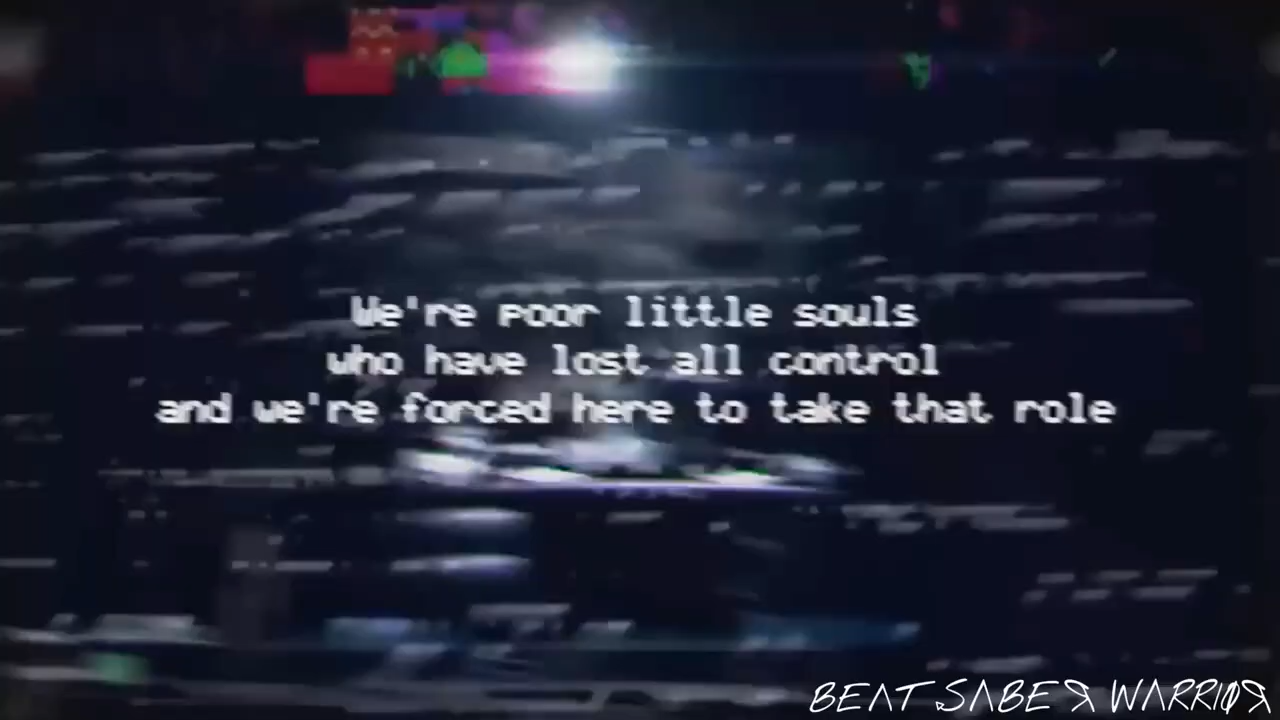 We're poor little souls
who have lost all control
and we're forced here to take that role
BEAT SABER WARRIOR